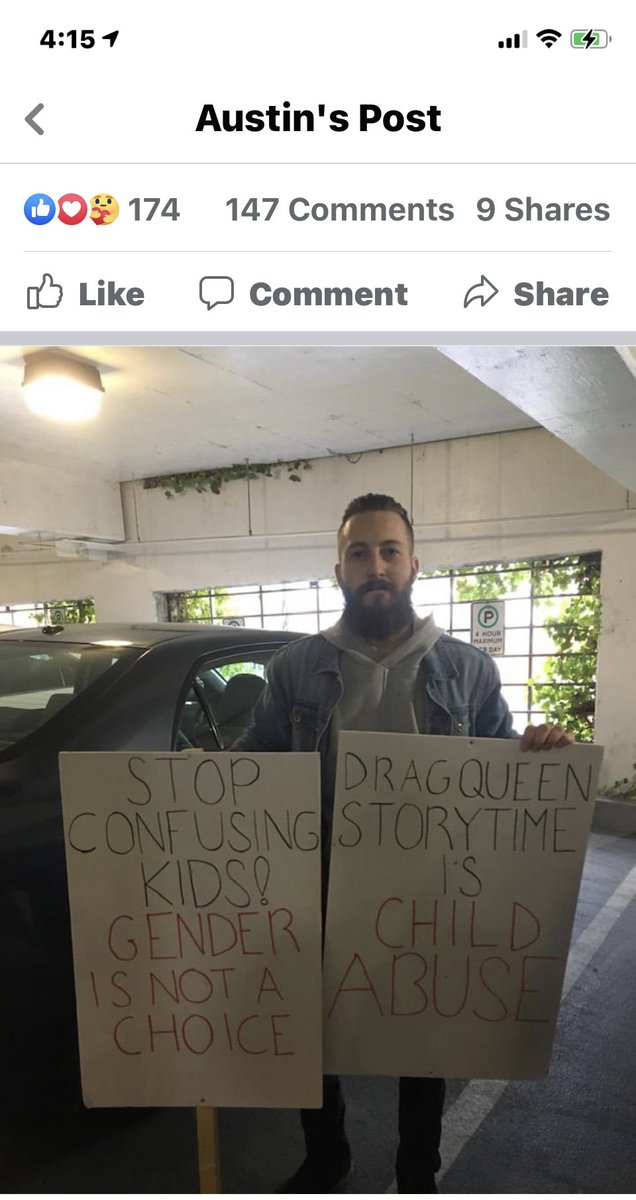 4:15
Austin's Post
174 147 Comments 9 Shares
Like Comment Share
P
4 HOUR
MAXIMUM
PER DAY
STOP
CONFUSING
KIDS!
GENDER
IS NOT A
CHOICE
DRAG QUEEN
STORYTIME
IS
CHILD
ABUSE